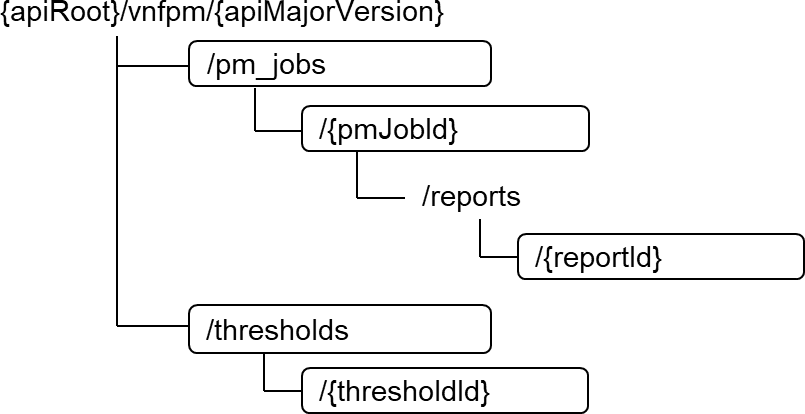 {apiRoot}/vnfpm/{apiMajorVersion}
/pm_jobs
/{pmJobId}
/reports
/{reportId}
/thresholds
/{thresholdId}